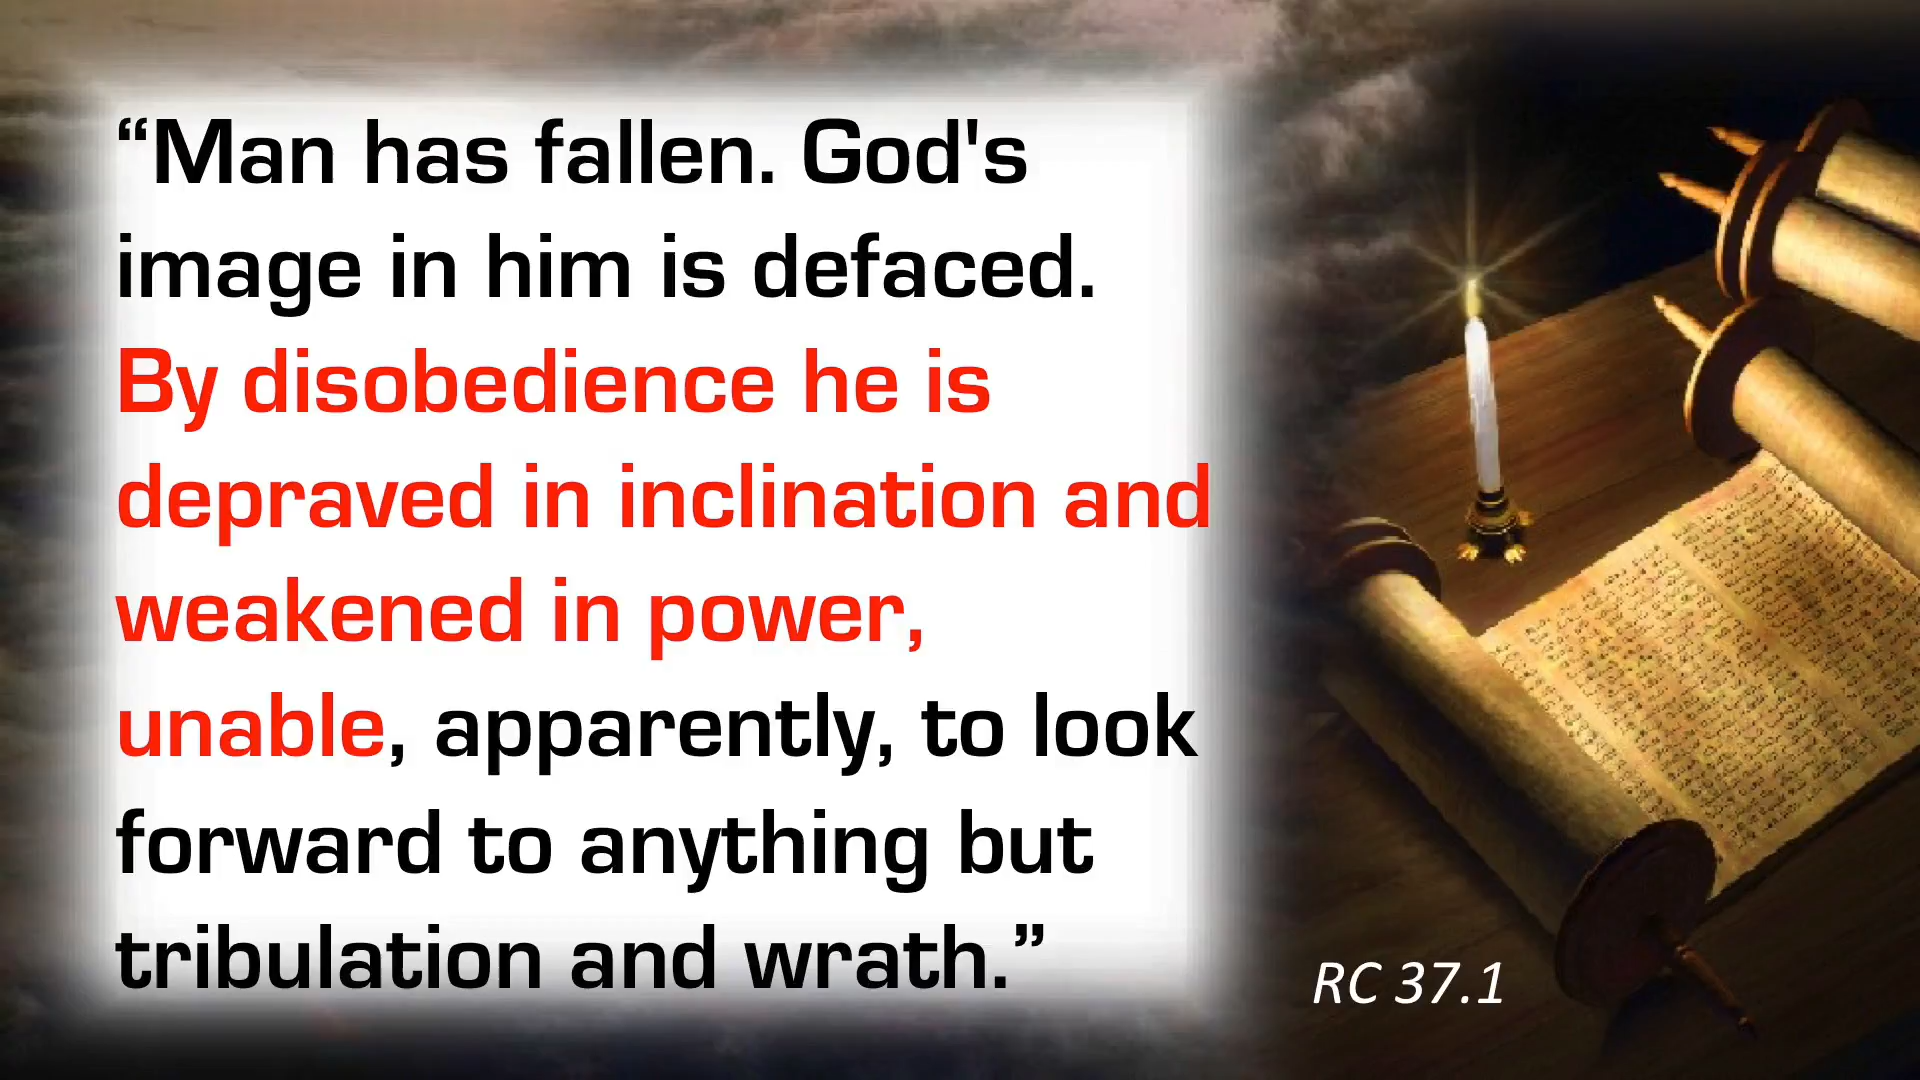 “Man has fallen. God's
image in him is defaced.
By disobedience he is
depraved in inclination and
weakened in power,
unable, apparently, to look
forward to anything but
tribulation and wrath.”
RC 37.1